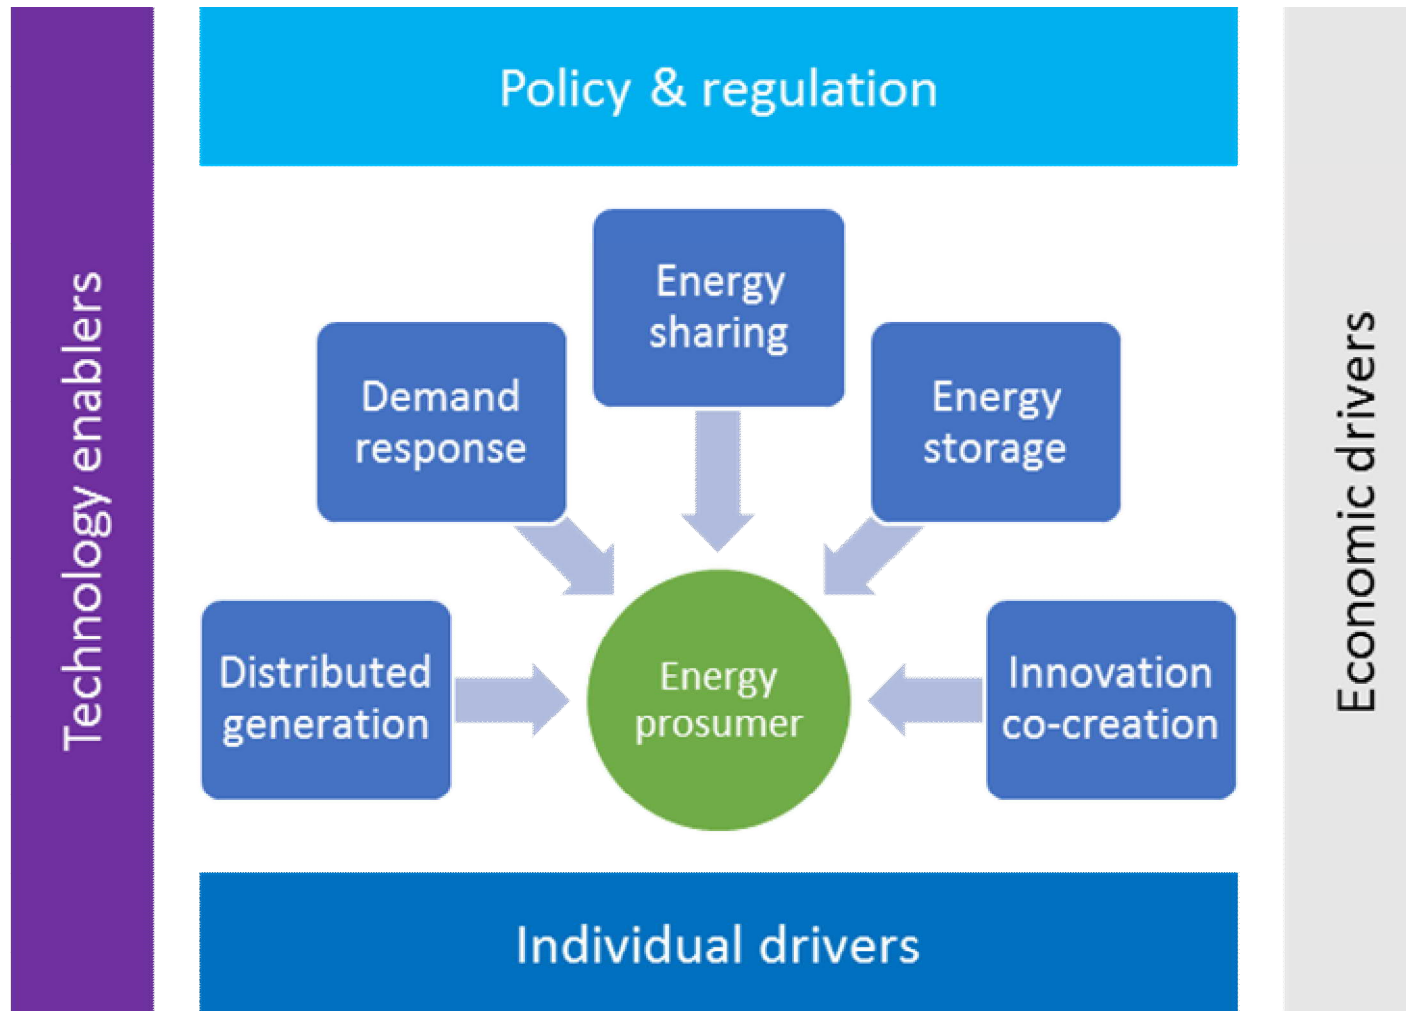 Policy & regulation
Technology enablers
Energy
sharing
Demand
response
Energy
storage
Distributed
generation
Energy
prosumer
Innovation
co-creation
Economic drivers
Individual drivers